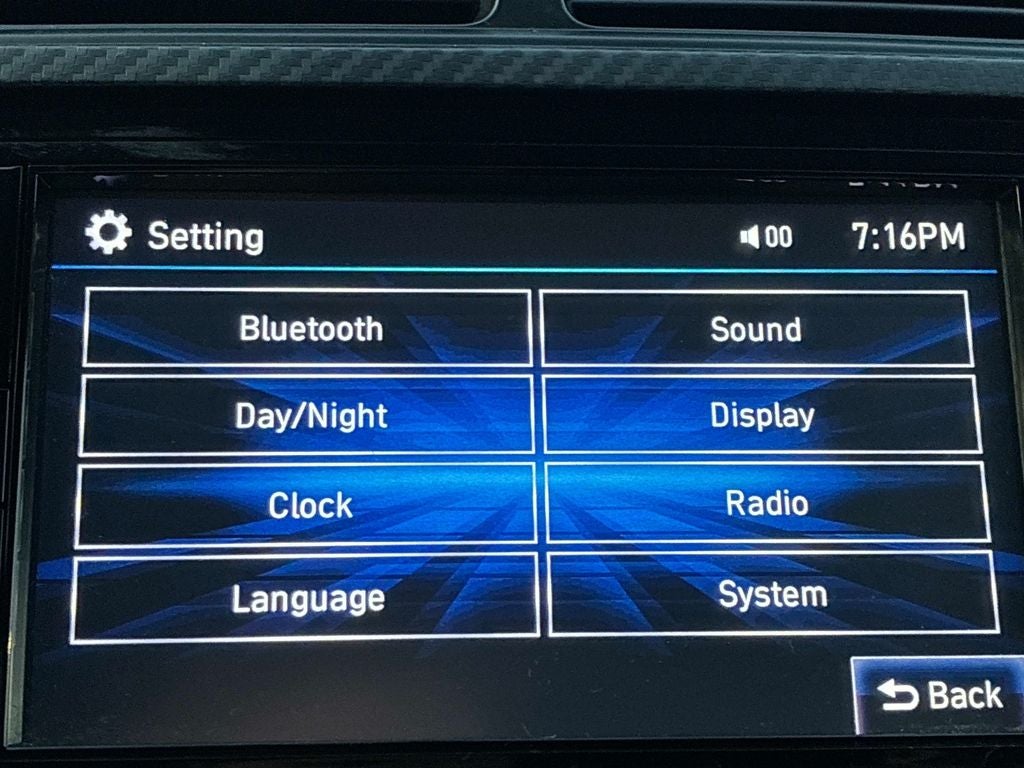 Setting 00 7:16PM
Bluetooth Sound
Day/Night Display
Clock Radio
Language System
Back